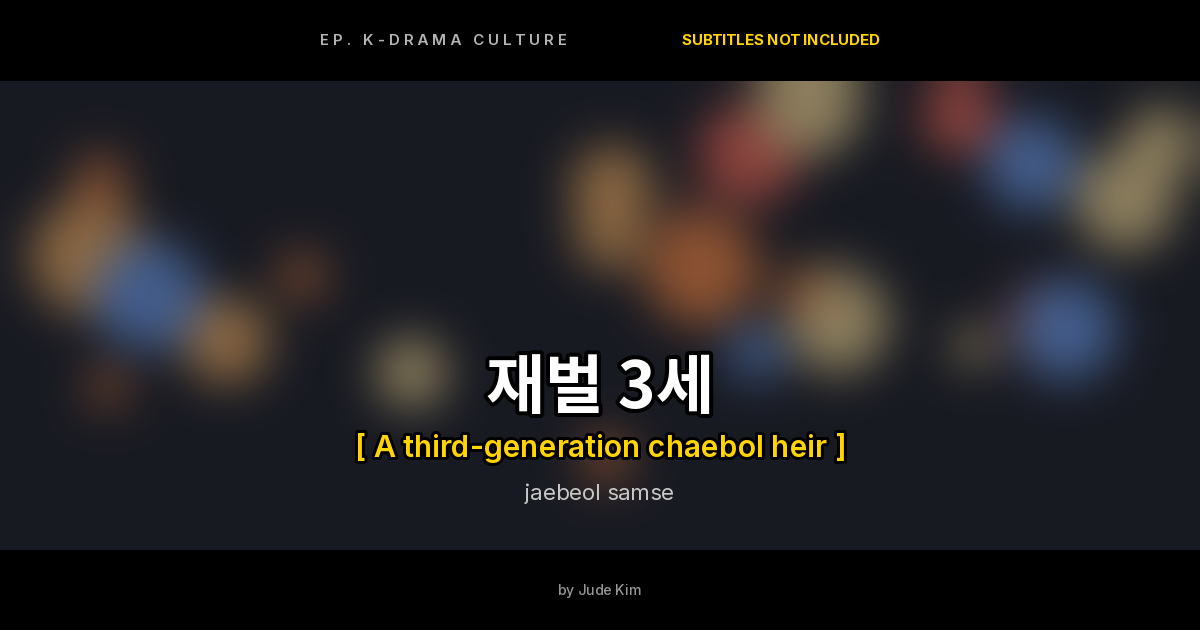 EP. K-DRAMA CULTURE
SUBTITLES NOT INCLUDED
재벌 3세
[ A third-generation chaebol heir ]
jaebeol samse
by Jude Kim